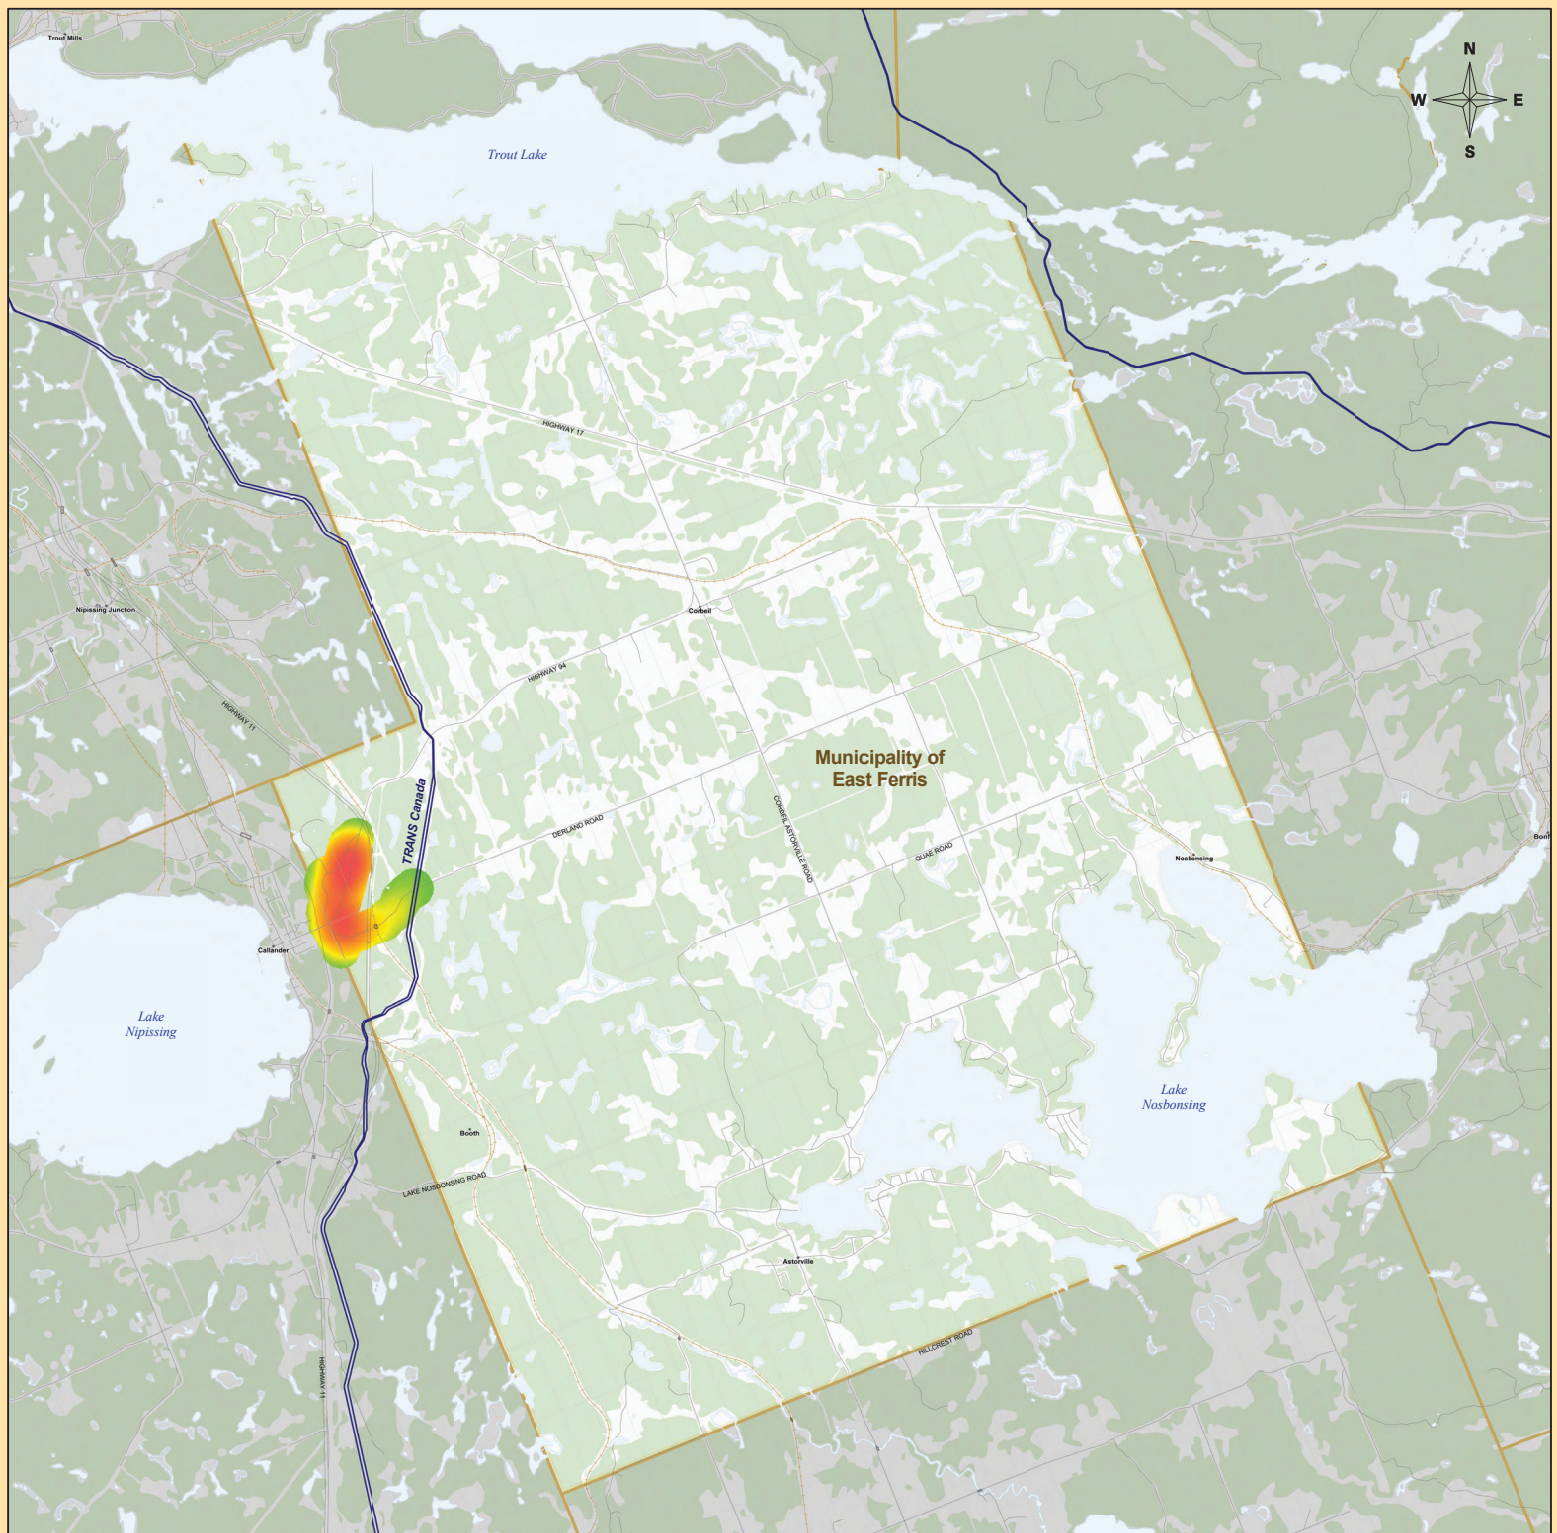 Trout Mills
N
W E
S
Trout Lake
HIGHWAY 17
Nipissing Junction
Corbeil
HIGHWAY 94
HIGHWAY 11
Municipality of
East Ferris
TRANS Canada
DERLAND ROAD
CORBEIL ASTORVILLE ROAD
QUAE ROAD
Nosbonsing
Bonf
Callander
Lake
Nipissing
Lake
Nosbonsing
Booth
LAKE NOSBONSING ROAD
Astorville
HILLCREST ROAD
HIGHWAY 11